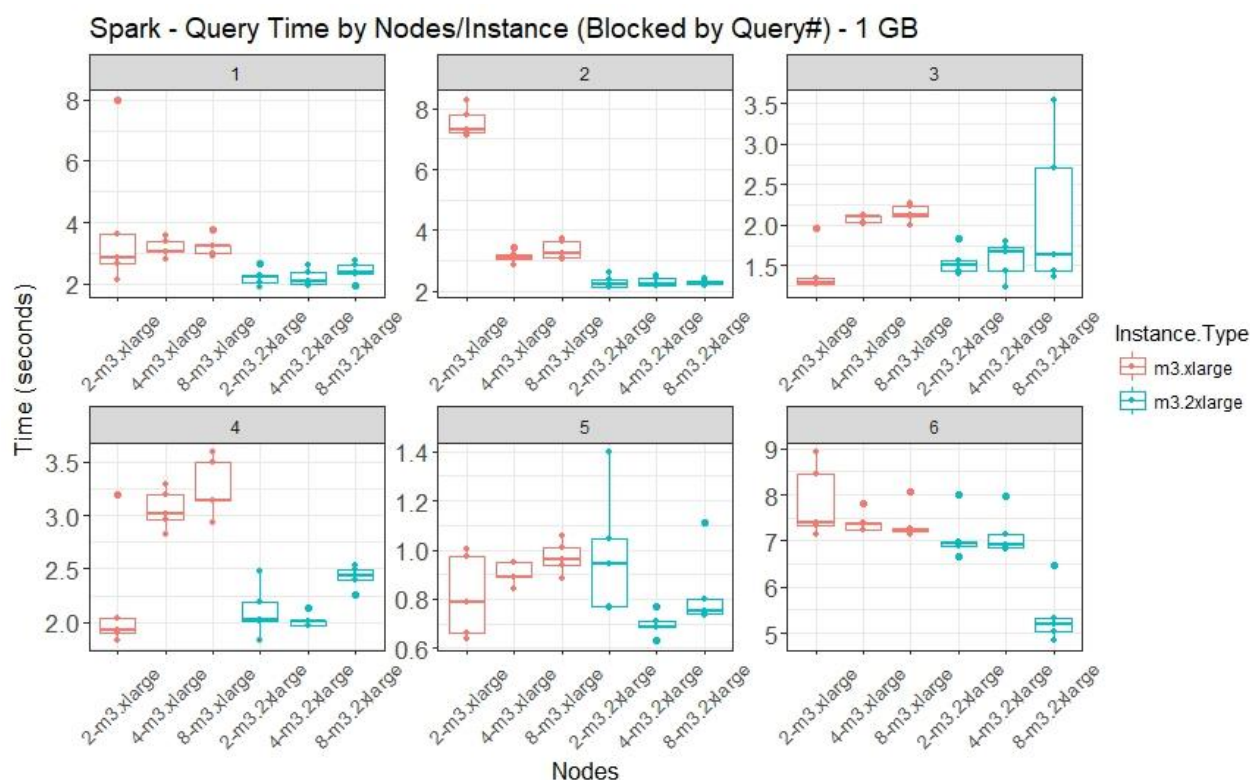 Spark - Query Time by Nodes/Instance (Blocked by Query#) - 1 GB
1
2
3
8
6
4
2
8
6
4
2
3.5
3.0
2.5
2.0
1.5
2-m3.xlarge
4-m3.xlarge
8-m3.xlarge
2-m3.2xlarge
4-m3.2xlarge
8-m3.2xlarge
2-m3.xlarge
4-m3.xlarge
8-m3.xlarge
2-m3.2xlarge
4-m3.2xlarge
8-m3.2xlarge
2-m3.xlarge
4-m3.xlarge
8-m3.xlarge
2-m3.2xlarge
4-m3.2xlarge
8-m3.2xlarge
Time (seconds)
Instance.Type
m3.xlarge
m3.2xlarge
4
5
6
3.5
3.0
2.5
2.0
1.4
1.2
1.0
0.8
0.6
9
8
7
6
5
2-m3.xlarge
4-m3.xlarge
8-m3.xlarge
2-m3.2xlarge
4-m3.2xlarge
8-m3.2xlarge
2-m3.xlarge
4-m3.xlarge
8-m3.xlarge
2-m3.2xlarge
4-m3.2xlarge
8-m3.2xlarge
2-m3.xlarge
4-m3.xlarge
8-m3.xlarge
2-m3.2xlarge
4-m3.2xlarge
8-m3.2xlarge
Nodes